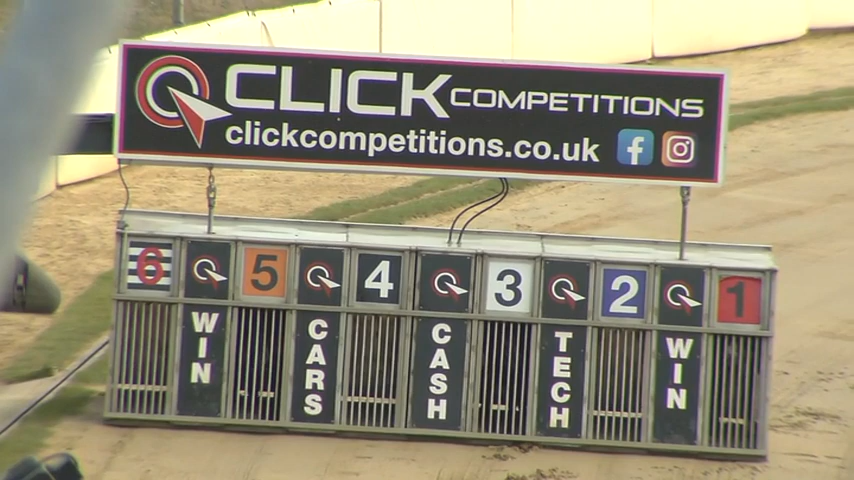 CLICK COMPETITIONS
clickcompetitions.co.uk
6 5 4 3 2 1
WIN CARS CASH TECH WIN